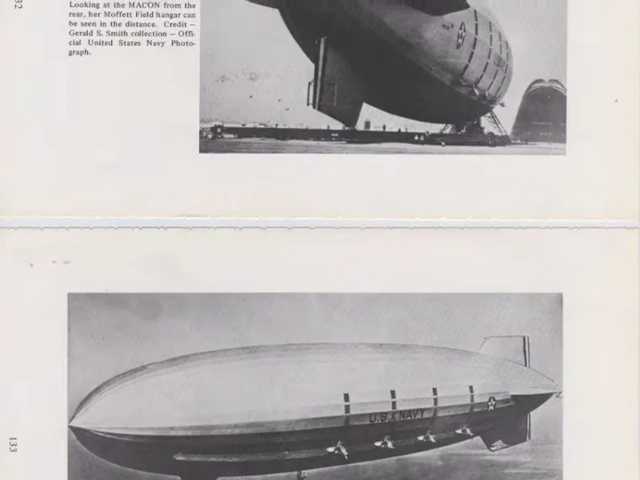 132
Looking at the MACON from the
rear, her Moffett Field hangar can
be seen in the distance. Credit —
Gerald S. Smith collection — Offi-
cial United States Navy Photo-
graph.
U.S. NAVY
133